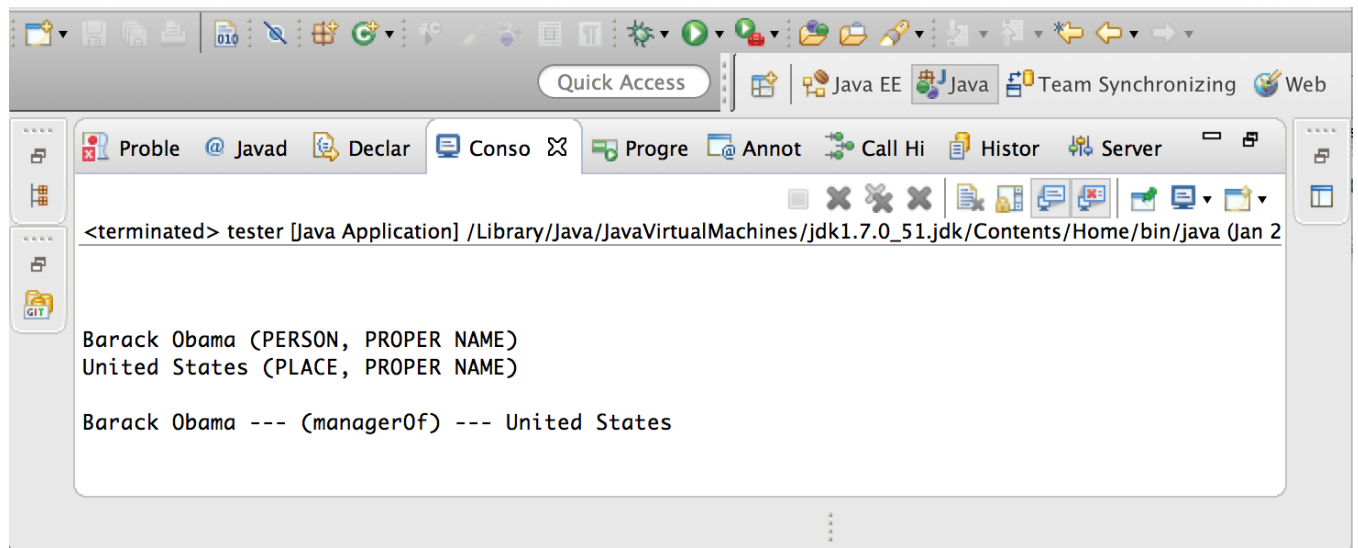 010
Quick Access
Java EE
Java
Team Synchronizing
Web
Proble
@ Javad
Declar
Conso
Progre
Annot
Call Hi
Histor
Server
<terminated> tester [Java Application] /Library/Java/JavaVirtualMachines/jdk1.7.0_51.jdk/Contents/Home/bin/java (Jan 2
GIT
Barack Obama (PERSON, PROPER NAME)
United States (PLACE, PROPER NAME)
Barack Obama --- (managerOf) --- United States